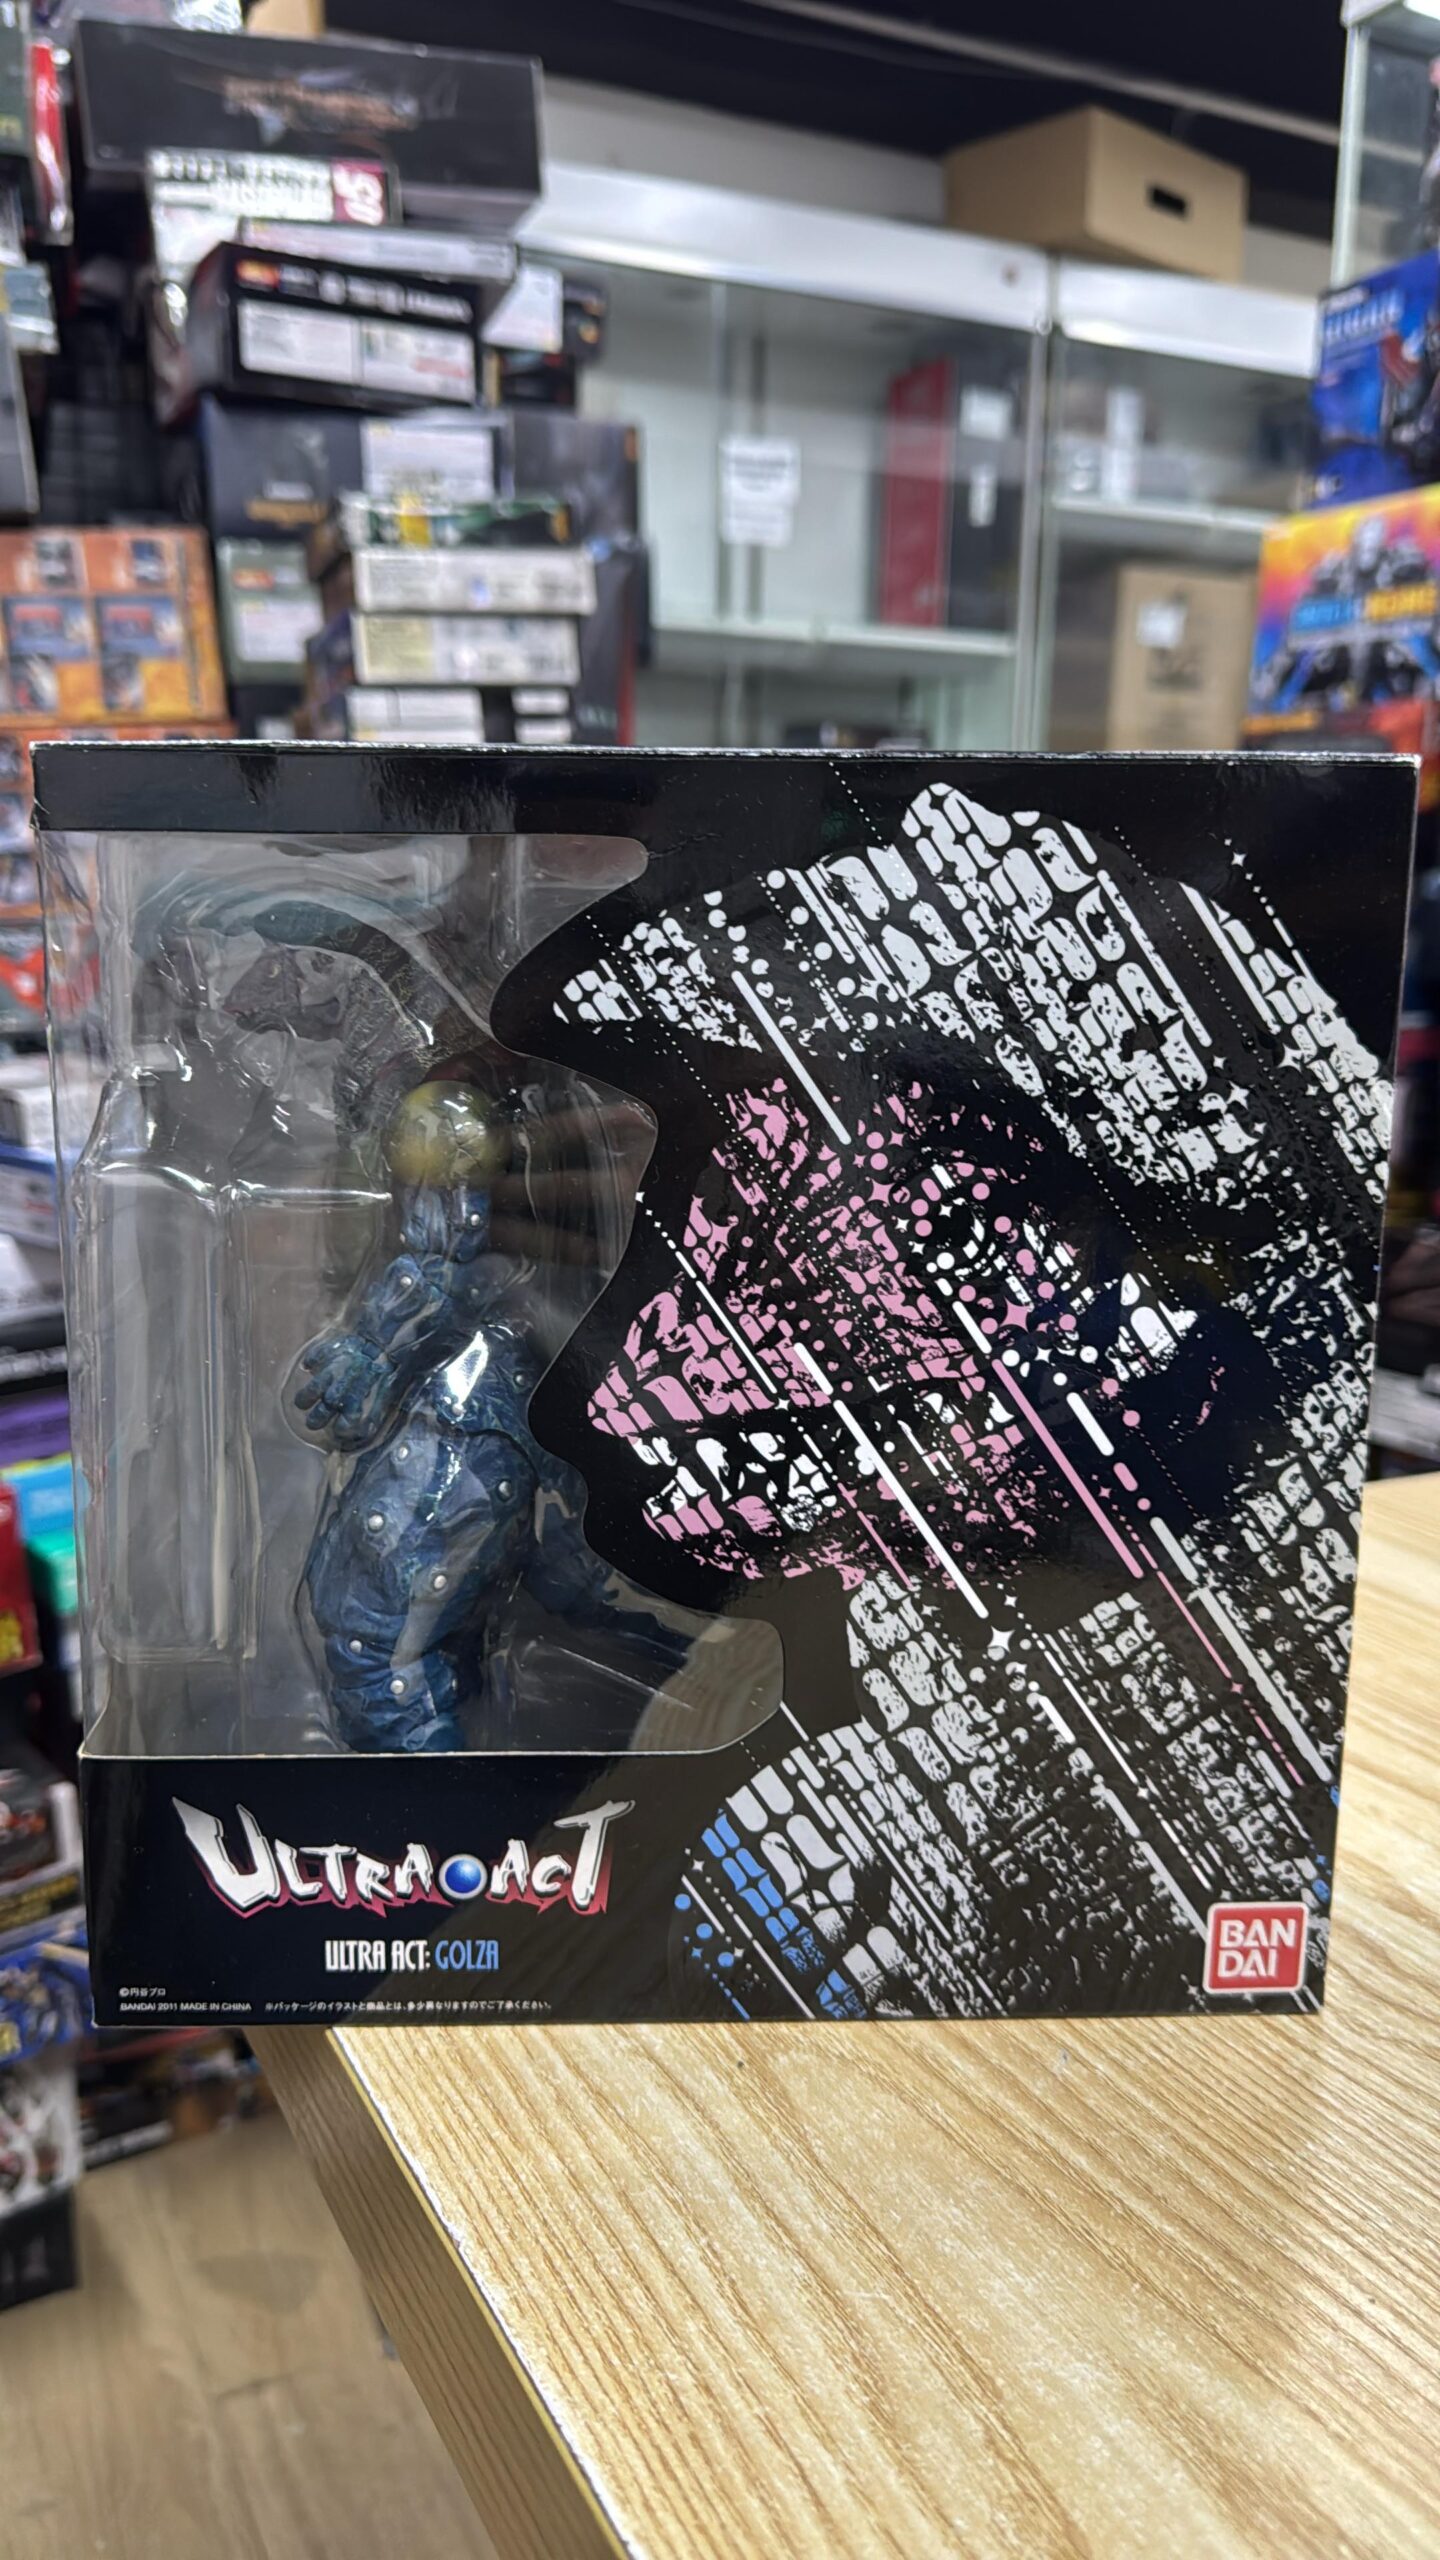 ULTRA ACT
ULTRA ACT: GOLZA
©円谷プロ
BANDAI 2011 MADE IN CHINA ※パッケージのイラストと商品とは、多少異なりますのでご了承ください。
BAN
DAI